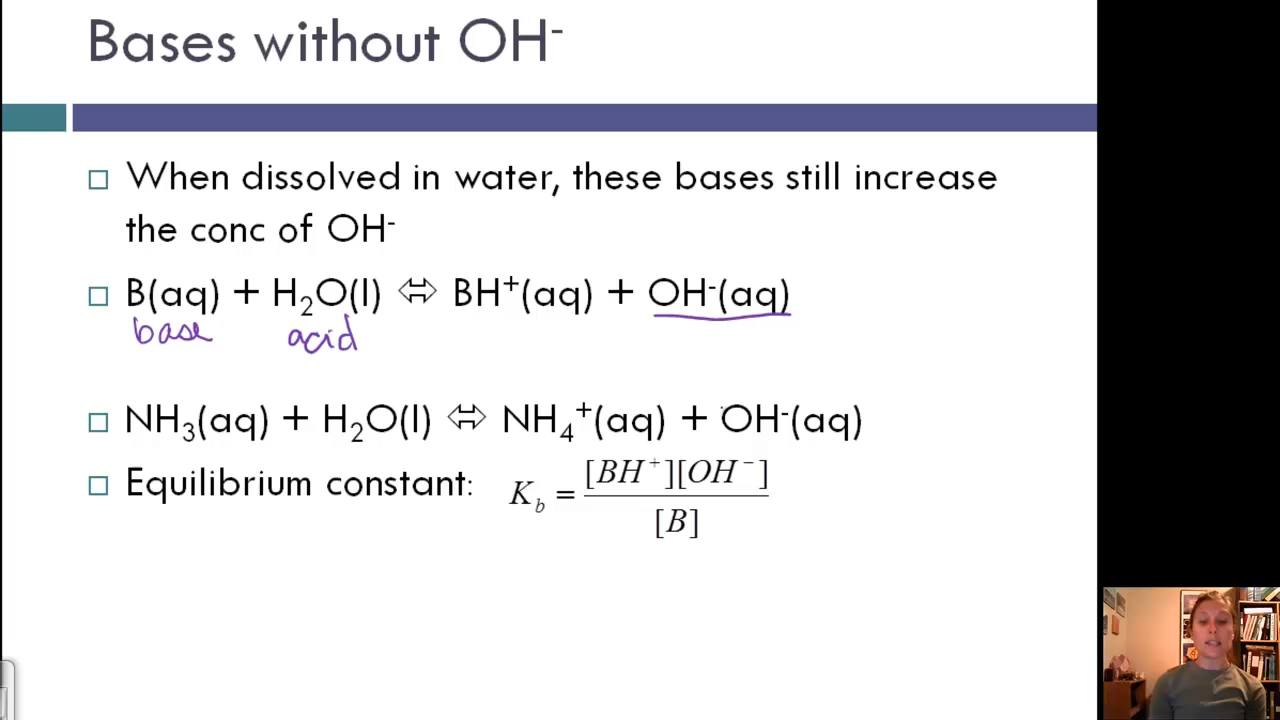 Bases without OH⁻
When dissolved in water, these bases still increase
the conc of OH⁻
B(aq) + H₂O(l) ⇔ BH⁺(aq) + OH⁻(aq)
base acid
NH₃(aq) + H₂O(l) ⇔ NH₄⁺(aq) + OH⁻(aq)
Equilibrium constant: K_b = [BH⁺][OH⁻] / [B]